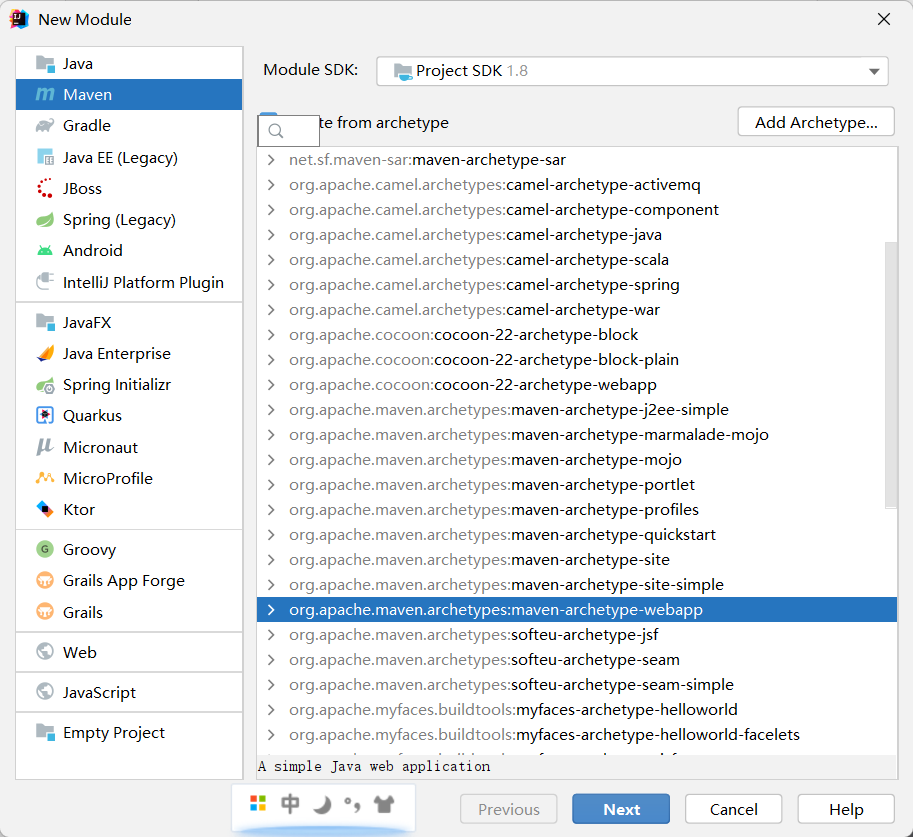 New Module
Java
Maven
Gradle
Java EE (Legacy)
JBoss
Spring (Legacy)
Android
IntelliJ Platform Plugin
JavaFX
Java Enterprise
Spring Initializr
Quarkus
Micronaut
MicroProfile
Ktor
Groovy
Grails App Forge
Grails
Web
JavaScript
Empty Project
Module SDK: Project SDK 1.8
te from archetype Add Archetype...
net.sf.maven-sar:maven-archetype-sar
org.apache.camel.archetypes:camel-archetype-activemq
org.apache.camel.archetypes:camel-archetype-component
org.apache.camel.archetypes:camel-archetype-java
org.apache.camel.archetypes:camel-archetype-scala
org.apache.camel.archetypes:camel-archetype-spring
org.apache.camel.archetypes:camel-archetype-war
org.apache.cocoon:cocoon-22-archetype-block
org.apache.cocoon:cocoon-22-archetype-block-plain
org.apache.cocoon:cocoon-22-archetype-webapp
org.apache.maven.archetypes:maven-archetype-j2ee-simple
org.apache.maven.archetypes:maven-archetype-marmalade-mojo
org.apache.maven.archetypes:maven-archetype-mojo
org.apache.maven.archetypes:maven-archetype-portlet
org.apache.maven.archetypes:maven-archetype-profiles
org.apache.maven.archetypes:maven-archetype-quickstart
org.apache.maven.archetypes:maven-archetype-site
org.apache.maven.archetypes:maven-archetype-site-simple
org.apache.maven.archetypes:maven-archetype-webapp
org.apache.maven.archetypes:softeu-archetype-jsf
org.apache.maven.archetypes:softeu-archetype-seam
org.apache.maven.archetypes:softeu-archetype-seam-simple
org.apache.myfaces.buildtools:myfaces-archetype-helloworld
org.apache.myfaces.buildtools:myfaces-archetype-helloworld-facelets
A simple Java web application
中 °,
Previous Next Cancel Help